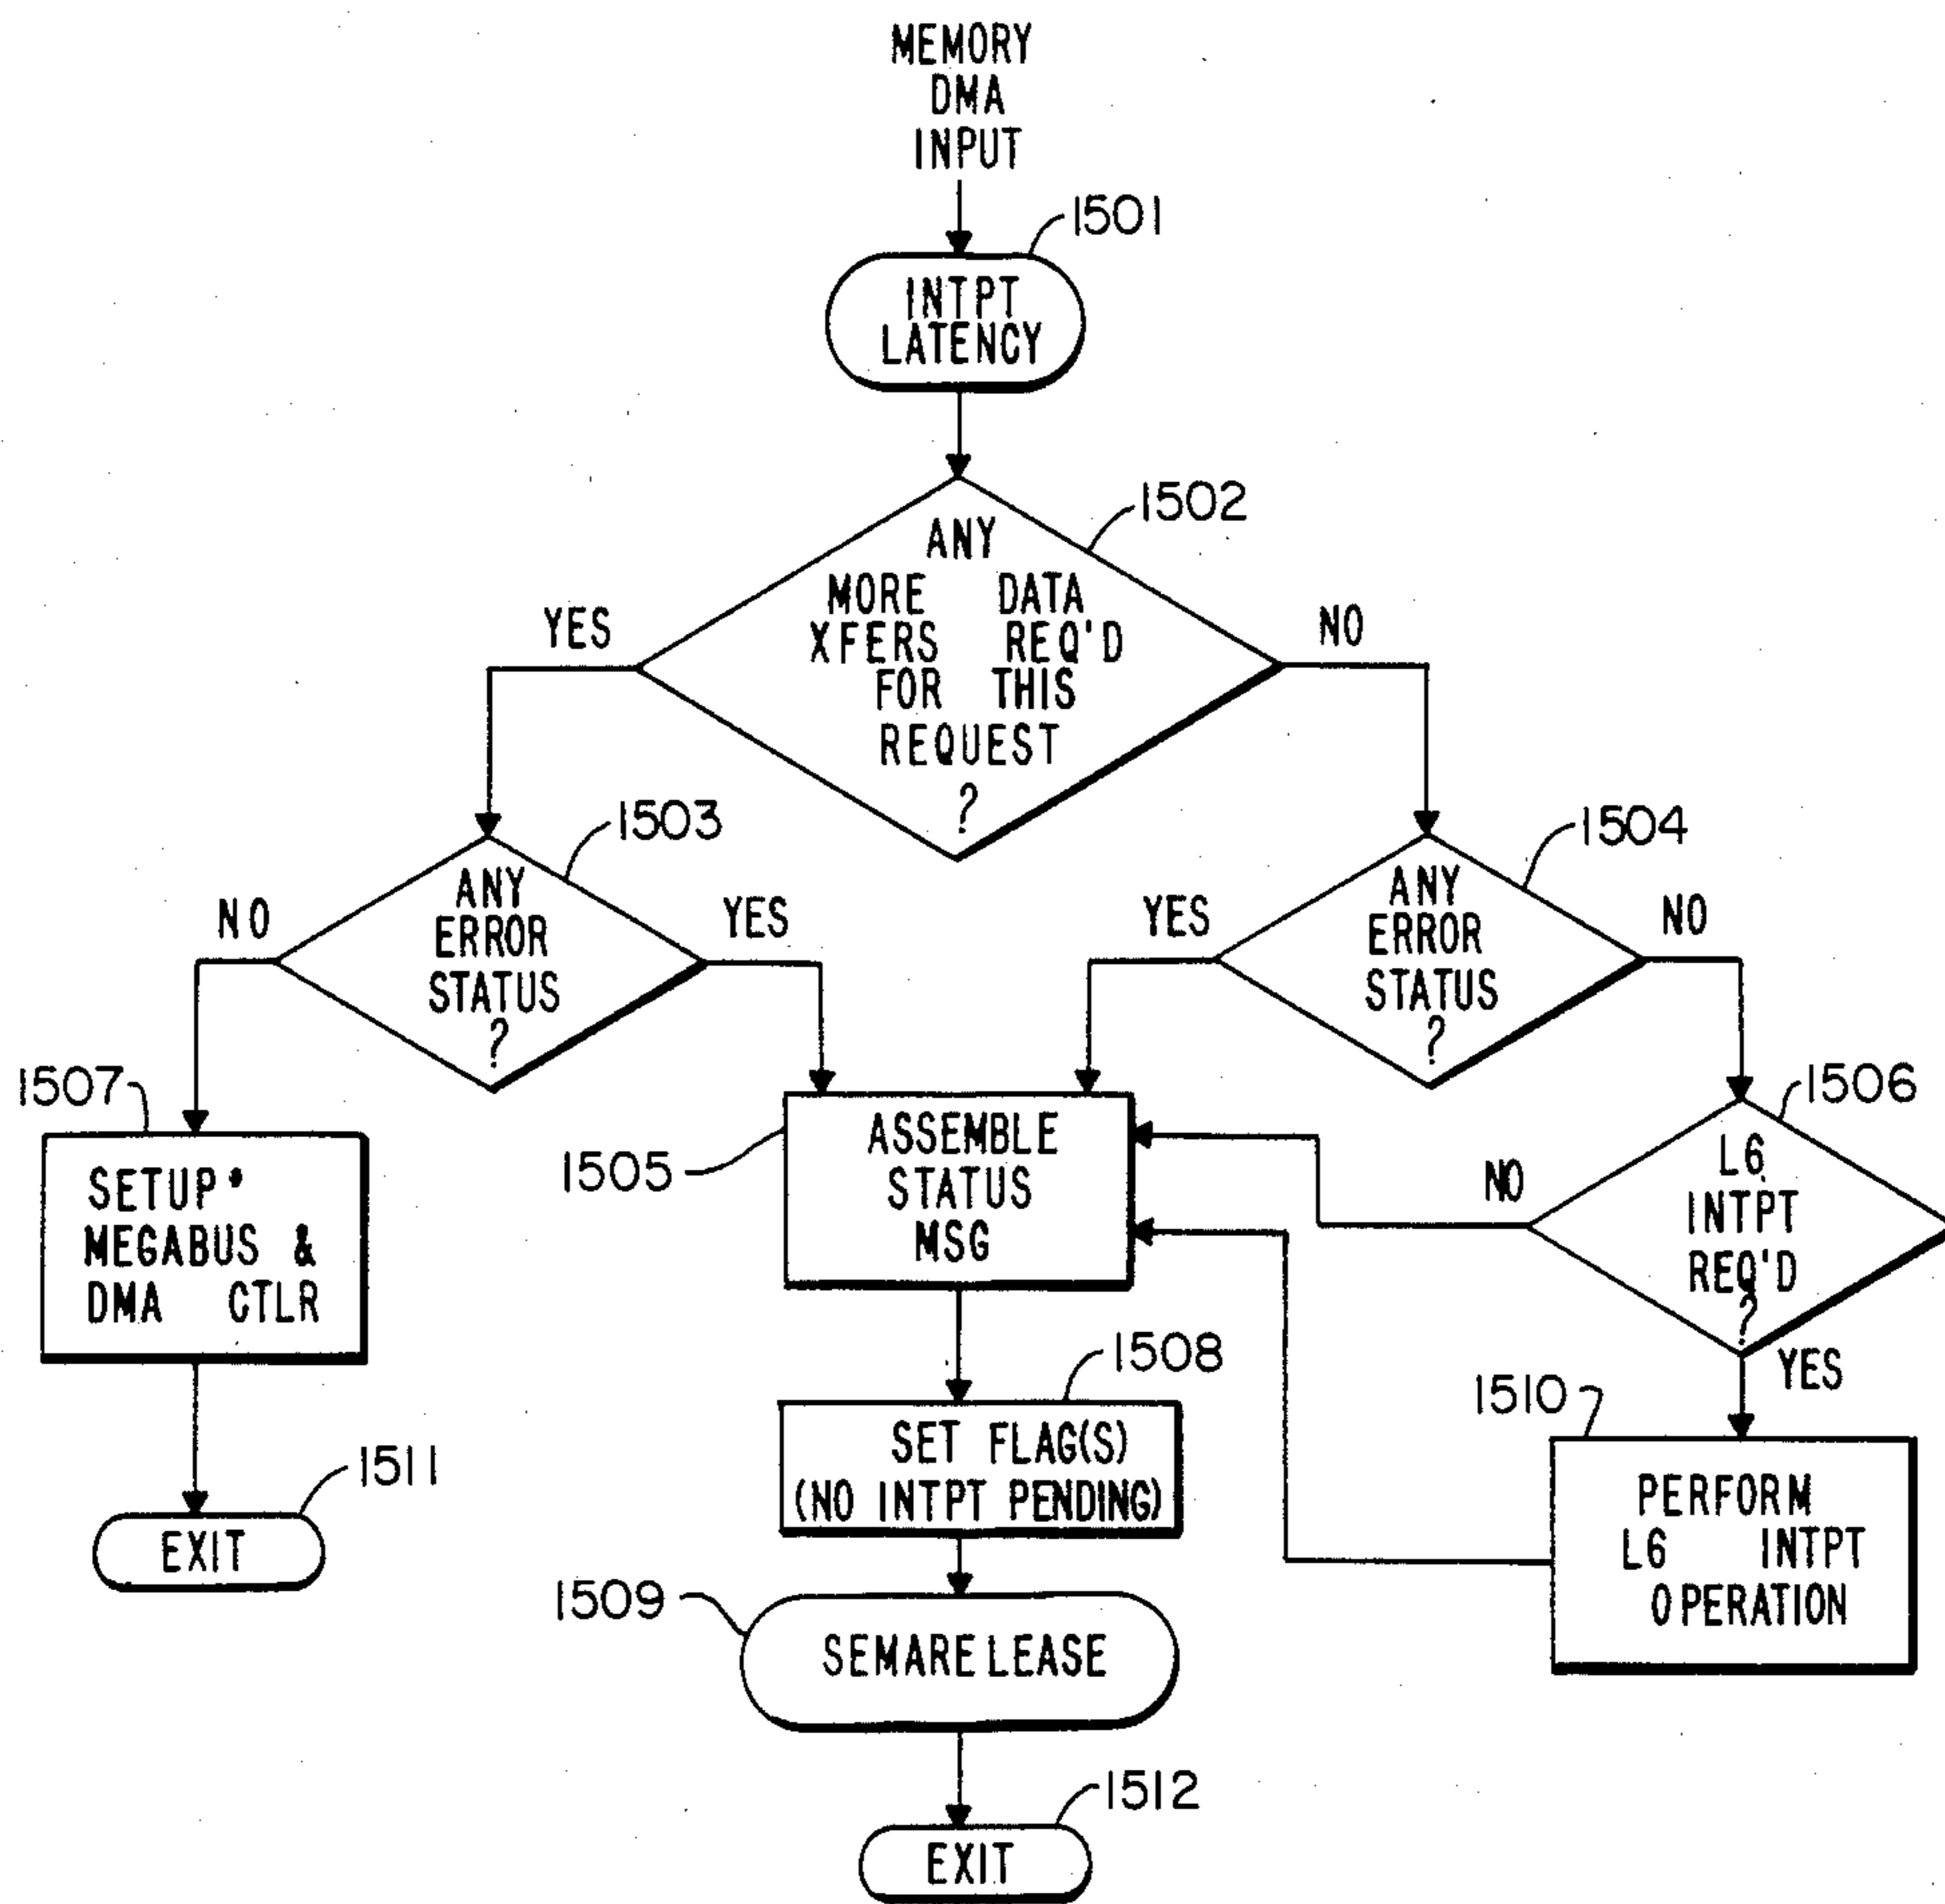 MEMORY
DMA
INPUT
1501
INTPT
LATENCY
1502
ANY
MORE DATA
XFERS REQ'D
FOR THIS
REQUEST
?
YES
NO
1503
ANY
ERROR
STATUS
?
NO
YES
1504
ANY
ERROR
STATUS
?
YES
NO
1507
SETUP*
MEGABUS &
DMA CTLR
1505
ASSEMBLE
STATUS
MSG
1506
L6
INTPT
REQ'D
?
NO
YES
1508
SET FLAG(S)
(NO INTPT PENDING)
1510
PERFORM
L6 INTPT
OPERATION
1511
EXIT
1509
SEMARELEASE
1512
EXIT